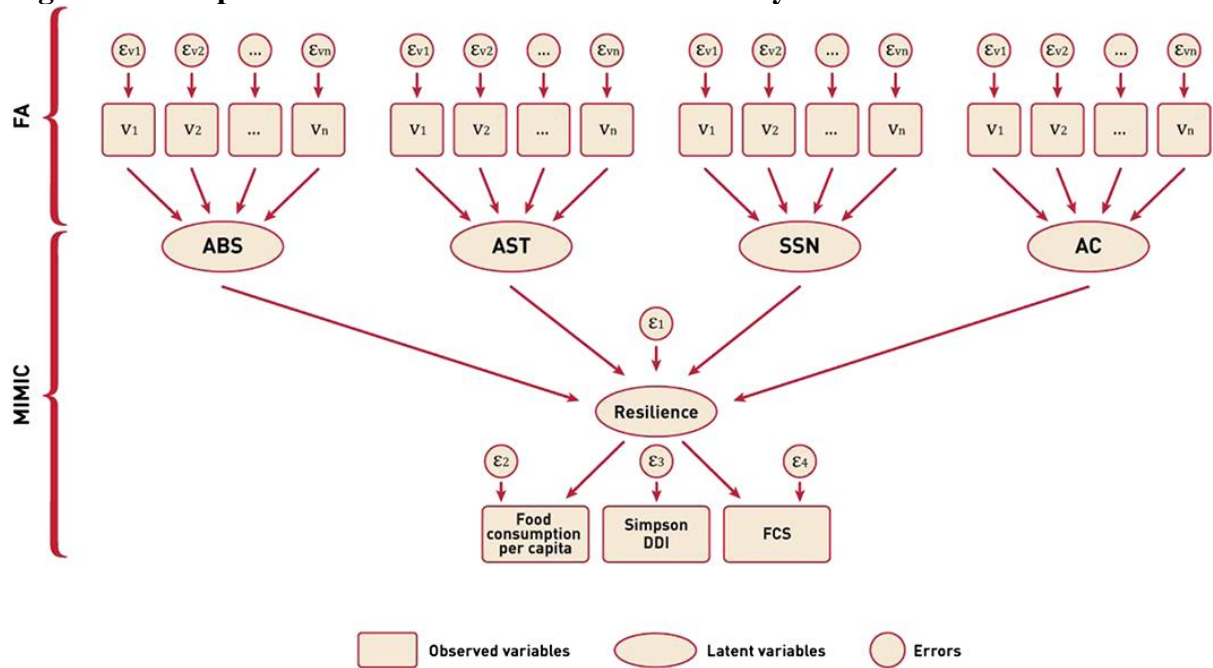 FA
εv1 εv2 ... εvn εv1 εv2 ... εvn εv1 εv2 ... εvn εv1 εv2 ... εvn
V1 V2 ... Vn V1 V2 ... Vn V1 V2 ... Vn V1 V2 ... Vn
ABS AST SSN AC
MIMIC
ε1
Resilience
ε2 ε3 ε4
Food
consumption
per capita
Simpson
DDI
FCS
Observed variables Latent variables Errors